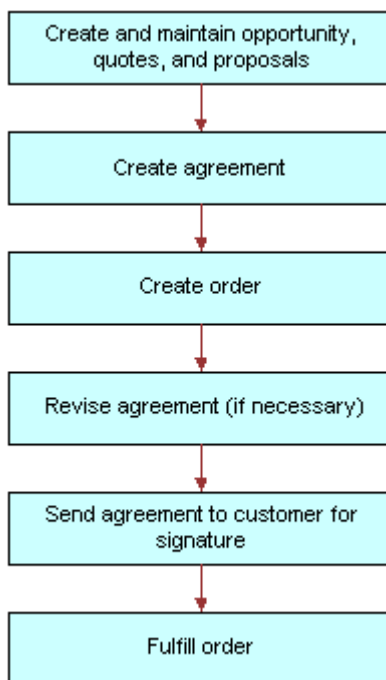 Create and maintain opportunity,
quotes, and proposals
Create agreement
Create order
Revise agreement (if necessary)
Send agreement to customer for
signature
Fulfill order